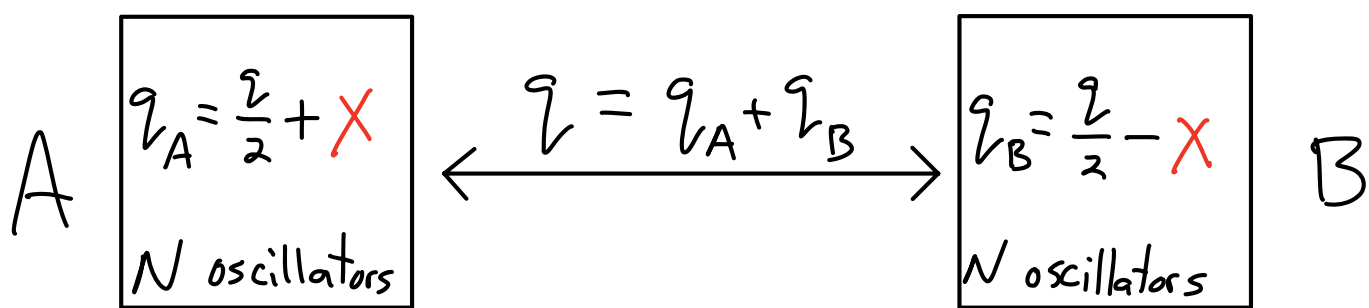 A
q_A = q/2 + X
N oscillators
q = q_A + q_B
q_B = q/2 - X
N oscillators
B